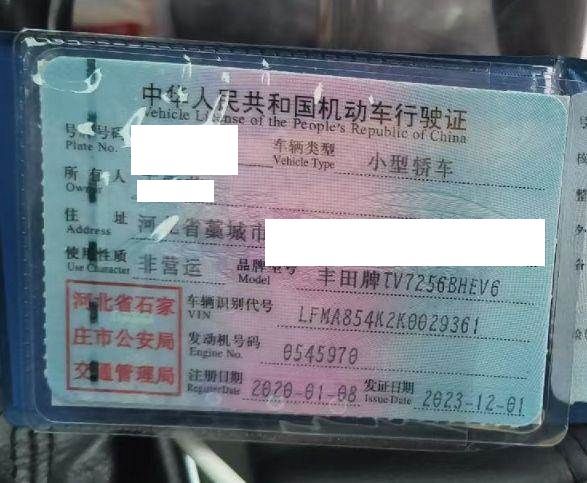 中华人民共和国机动车行驶证
Vehicle License of the People's Republic of China
号牌号码
Plate No.
车辆类型 小型轿车
Vehicle Type
所有人
Owner
住 址 河北省藁城市
Address
使用性质 非营运
Use Character
品牌型号 丰田牌TV7256BHEV6
Model
河北省石家
庄市公安局
交通管理局
车辆识别代号 LFMA854K2K0029361
VIN
发动机号码 0545970
Engine No.
注册日期 2020-01-08
Register Date
发证日期 2023-12-01
Issue Date